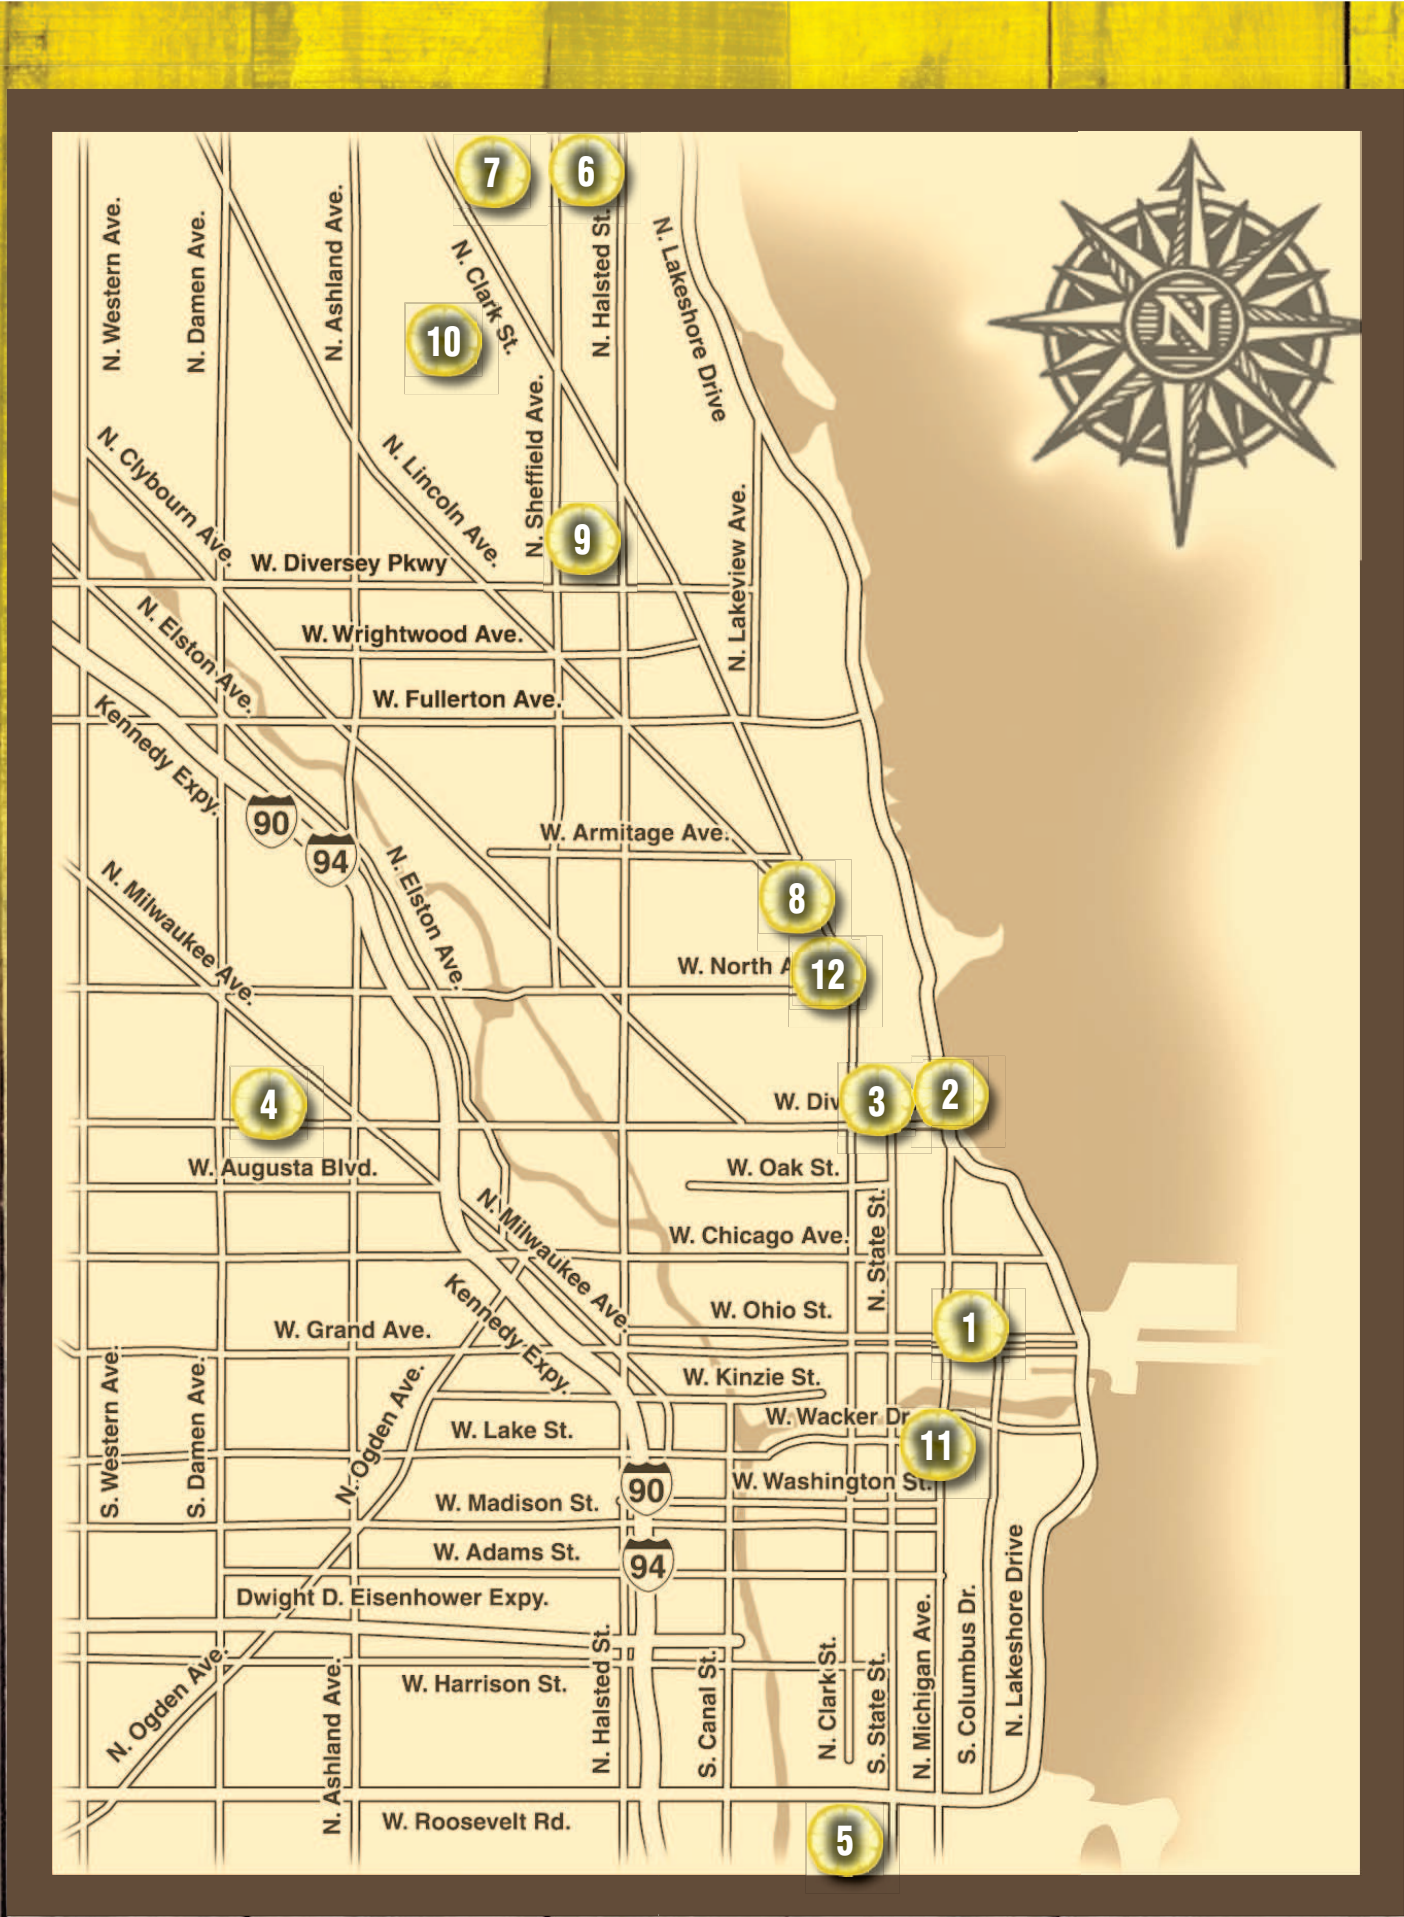 7
6
N. Western Ave.
N. Damen Ave.
N. Ashland Ave.
N. Clark St.
N. Halsted St.
N. Lakeshore Drive
N
10
N. Clybourn Ave.
N. Lincoln Ave.
N. Sheffield Ave.
9
N. Lakeview Ave.
W. Diversey Pkwy
N. Elston Ave.
W. Wrightwood Ave.
W. Fullerton Ave.
Kennedy Expy.
90
94
W. Armitage Ave.
N. Milwaukee Ave.
N. Elston Ave.
8
W. North A
12
4
W. Div
3
2
W. Augusta Blvd.
W. Oak St.
N. Milwaukee Ave.
W. Chicago Ave.
N. State St.
Kennedy Expy.
W. Ohio St.
1
W. Grand Ave.
W. Kinzie St.
S. Western Ave.
S. Damen Ave.
N. Ogden Ave.
W. Lake St.
W. Wacker Dr
11
90
W. Washington St.
W. Madison St.
W. Adams St.
94
Dwight D. Eisenhower Expy.
N. Lakeshore Drive
N. Ogden Ave.
N. Ashland Ave.
W. Harrison St.
N. Halsted St.
S. Canal St.
N. Clark St.
S. State St.
N. Michigan Ave.
S. Columbus Dr.
W. Roosevelt Rd.
5